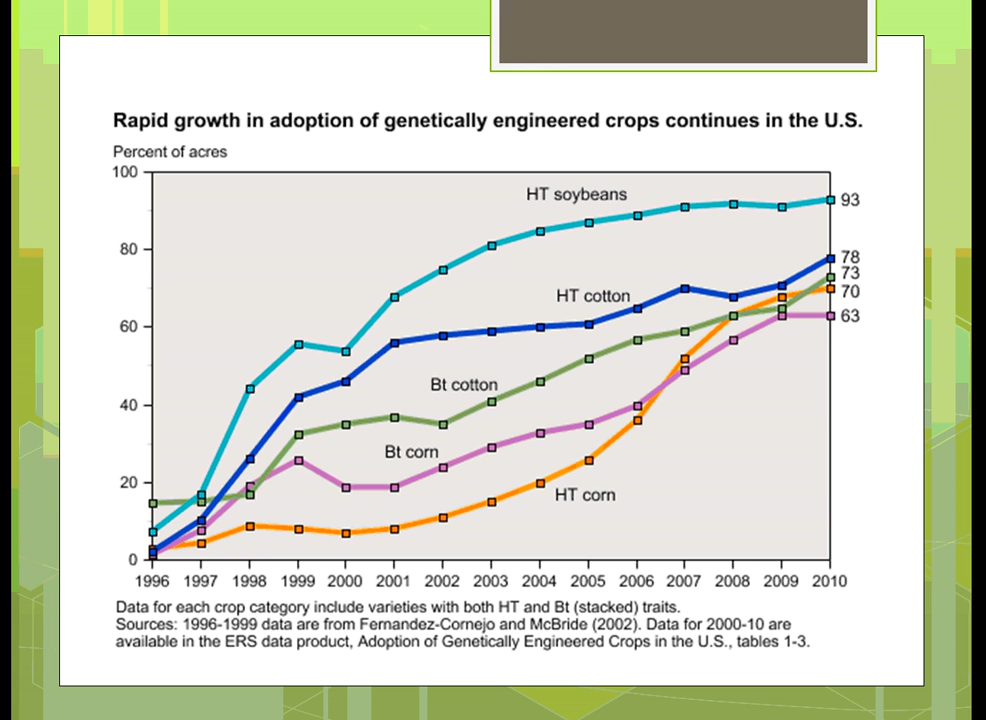 Rapid growth in adoption of genetically engineered crops continues in the U.S.
Percent of acres
100
80
60
40
20
0
HT soybeans
HT cotton
Bt cotton
Bt corn
HT corn
93
78
73
70
63
1996 1997 1998 1999 2000 2001 2002 2003 2004 2005 2006 2007 2008 2009 2010
Data for each crop category include varieties with both HT and Bt (stacked) traits.
Sources: 1996-1999 data are from Fernandez-Cornejo and McBride (2002). Data for 2000-10 are
available in the ERS data product, Adoption of Genetically Engineered Crops in the U.S., tables 1-3.